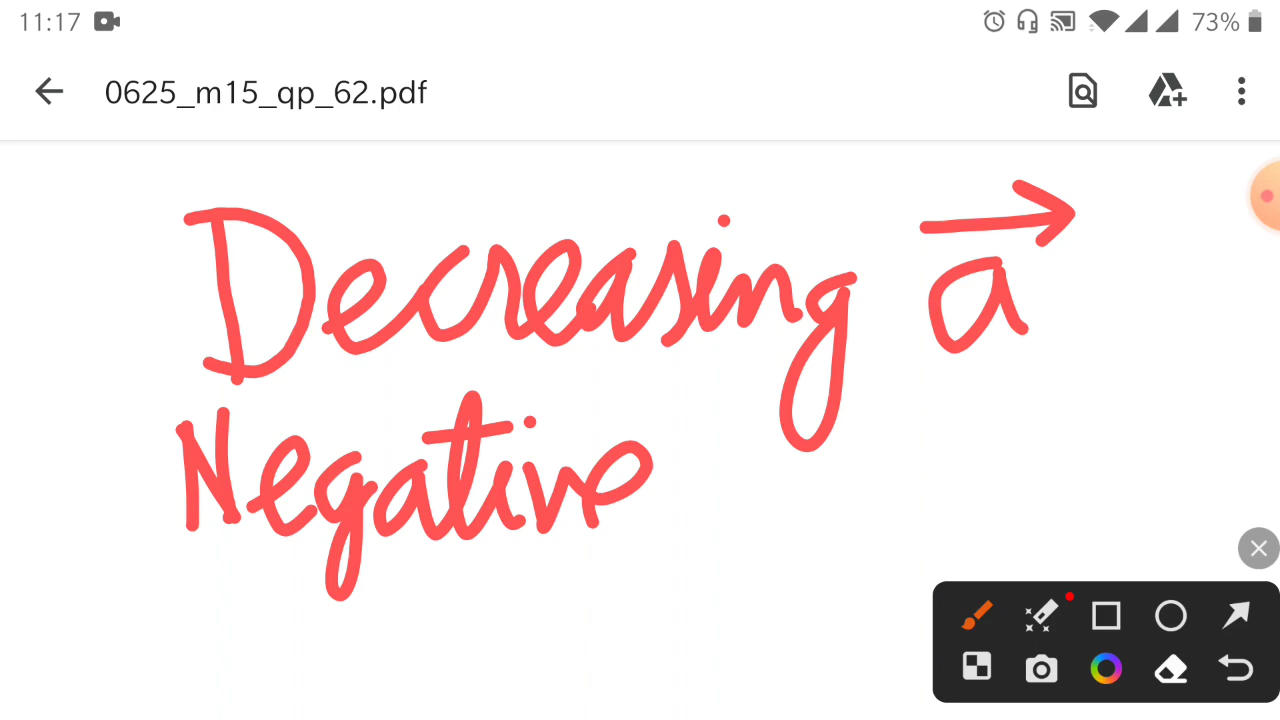 11:17 73%
0625_m15_qp_62.pdf
Decreasing a
Negative